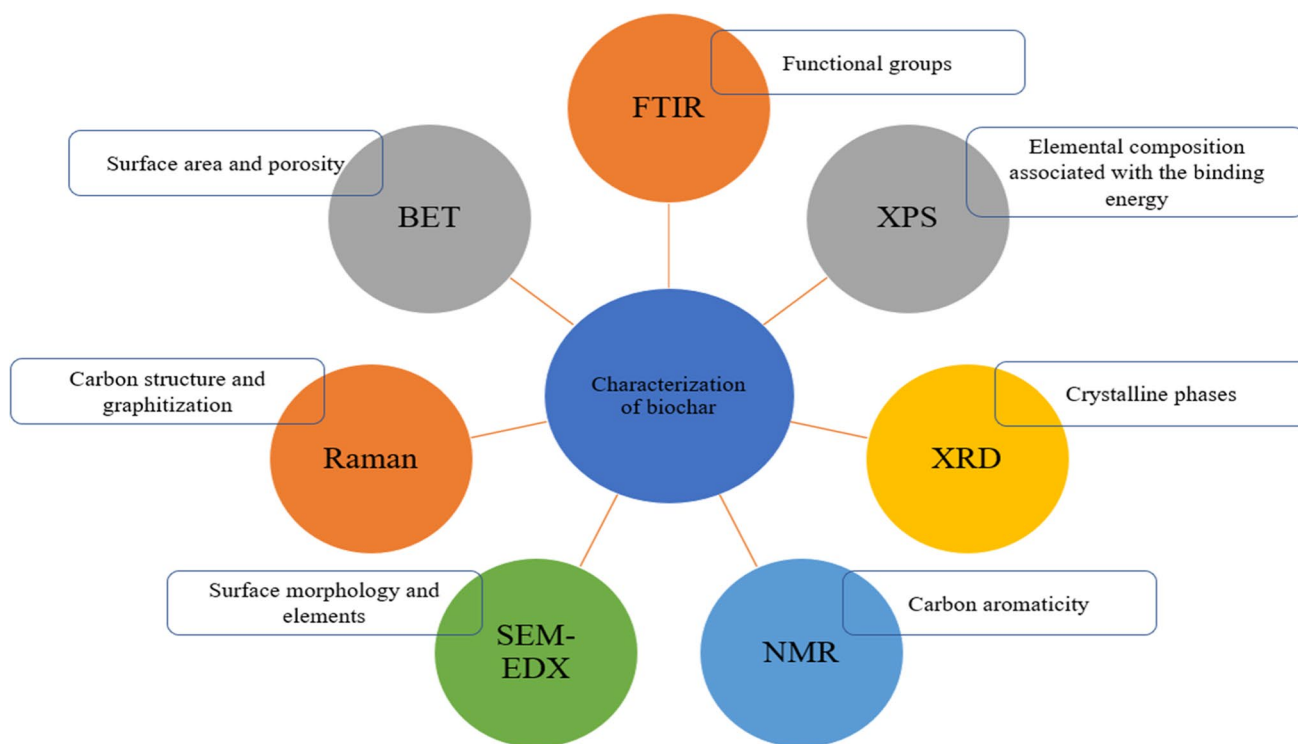 Functional groups
FTIR
Surface area and porosity
BET
Elemental composition
associated with the binding
energy
XPS
Characterization
of biochar
Carbon structure and
graphitization
Raman
Crystalline phases
XRD
Surface morphology and
elements
SEM-
EDX
Carbon aromaticity
NMR